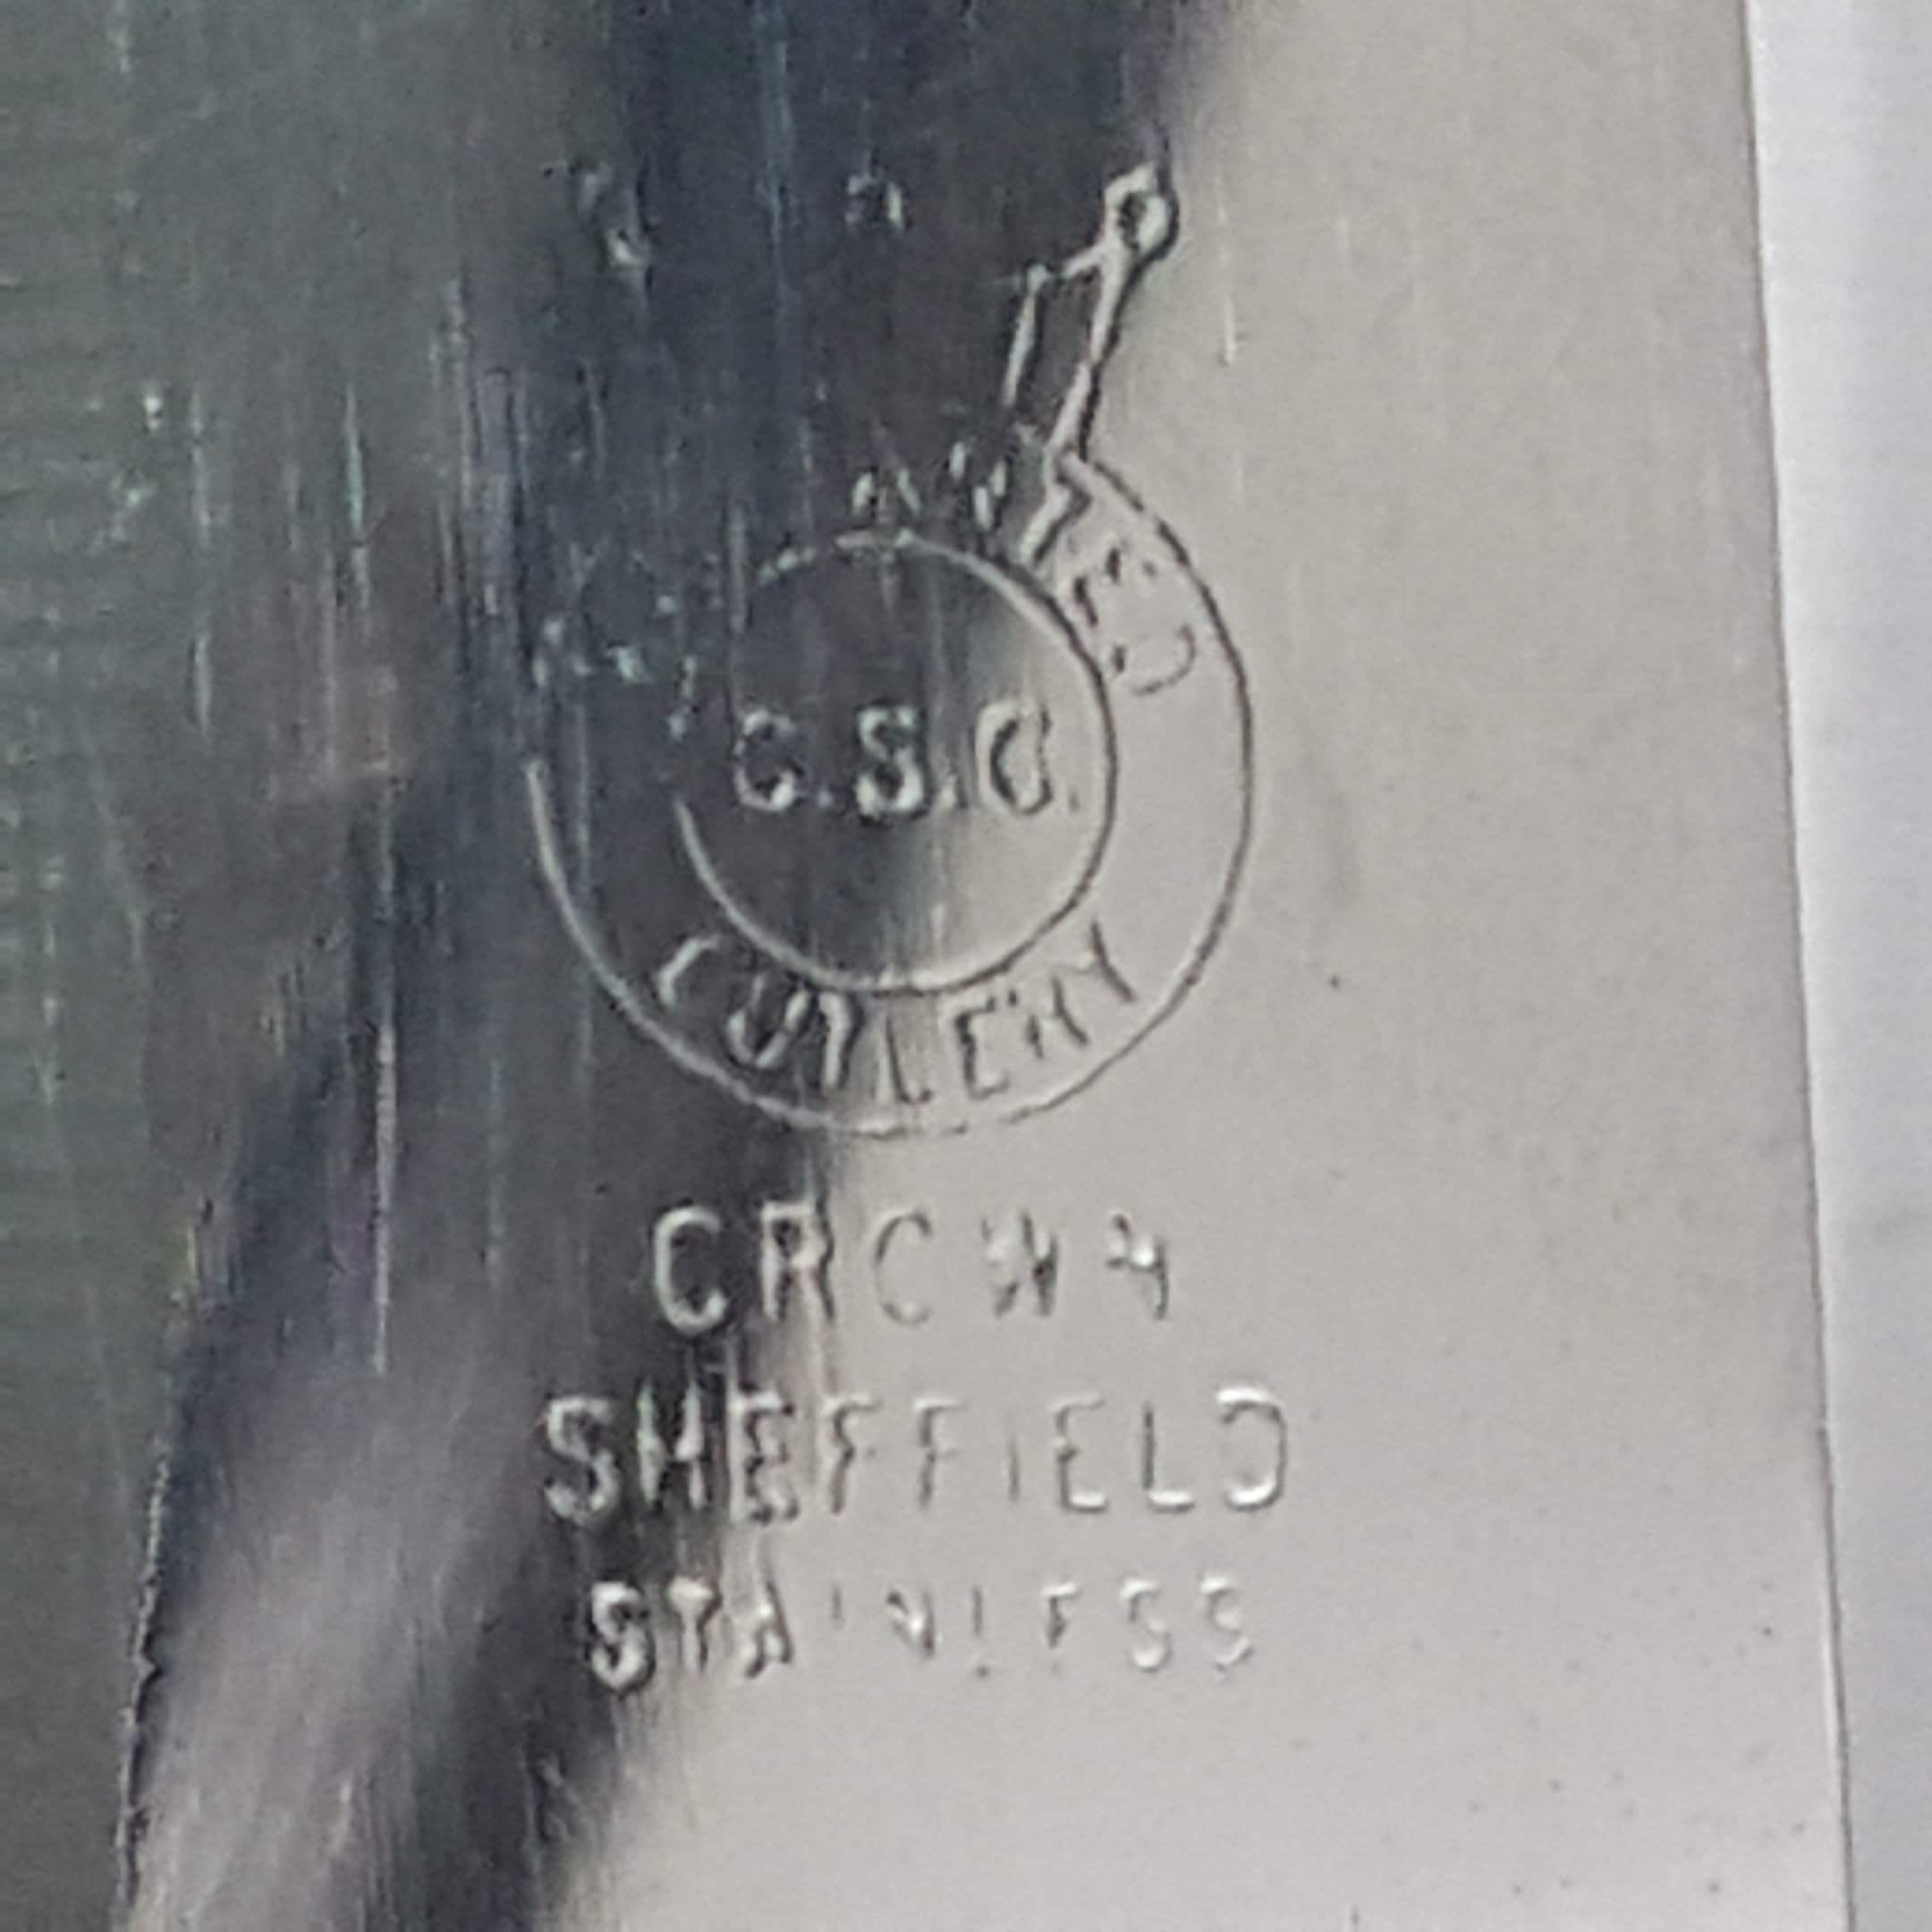 C.S.C.
CUTLERY
CROWN
SHEFFIELD
STAINLESS